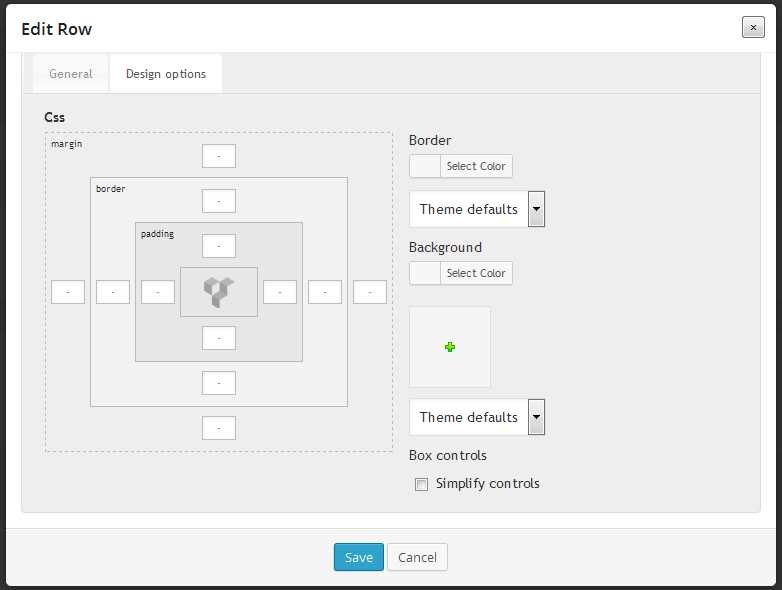 Edit Row
×
General
Design options
Css
margin
-
border
-
padding
-
- - - - - -
-
-
-
Border
Select Color
Theme defaults
Background
Select Color
Theme defaults
Box controls
Simplify controls
Save
Cancel